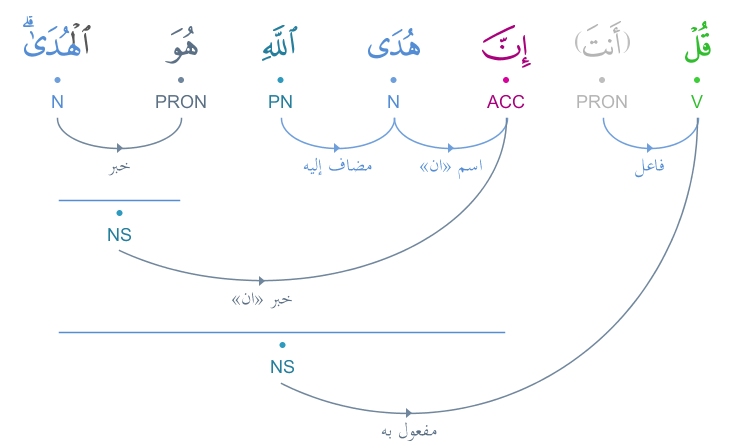 قُلْ (أَنتَ) إِنَّ هُدَى ٱللَّهِ هُوَ ٱلْهُدَىٰ ۗ
V PRON ACC N PN PRON N
فاعل اسم «ان» مضاف إليه خبر
NS
خبر «ان»
NS
مفعول به